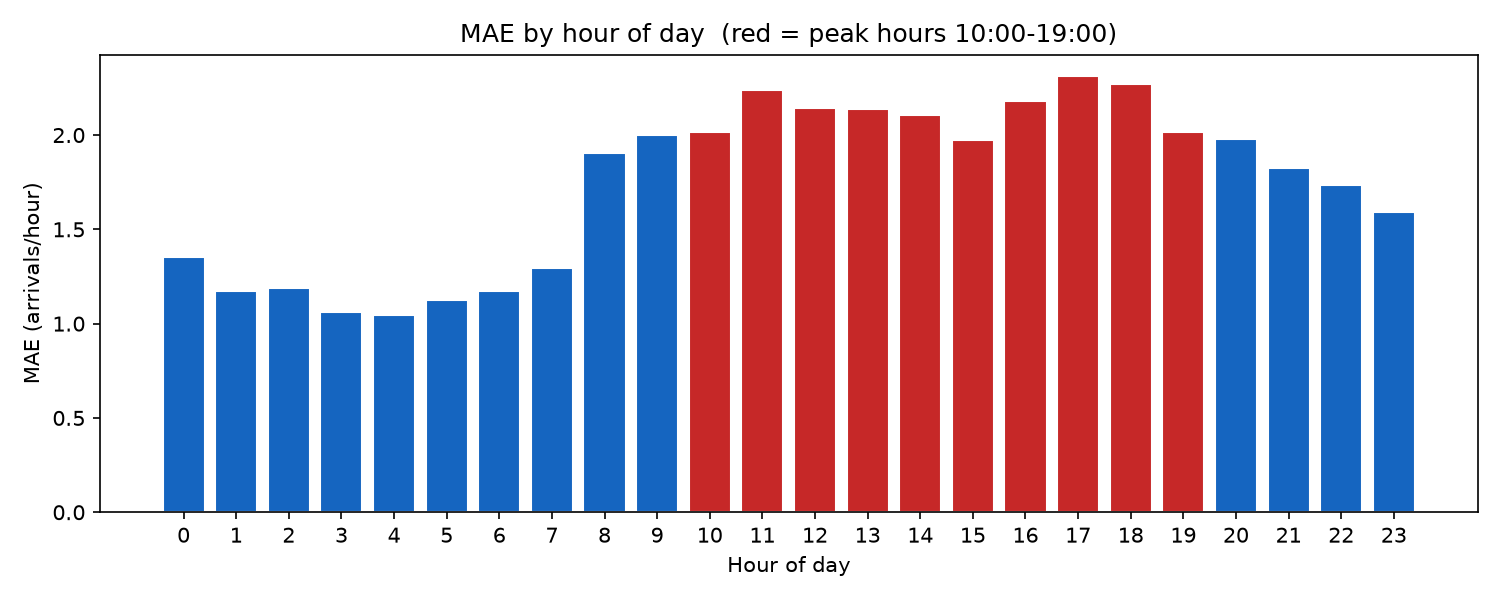 MAE by hour of day  (red = peak hours 10:00-19:00)
MAE (arrivals/hour)
2.0
1.5
1.0
0.5
0.0
0 1 2 3 4 5 6 7 8 9 10 11 12 13 14 15 16 17 18 19 20 21 22 23
Hour of day